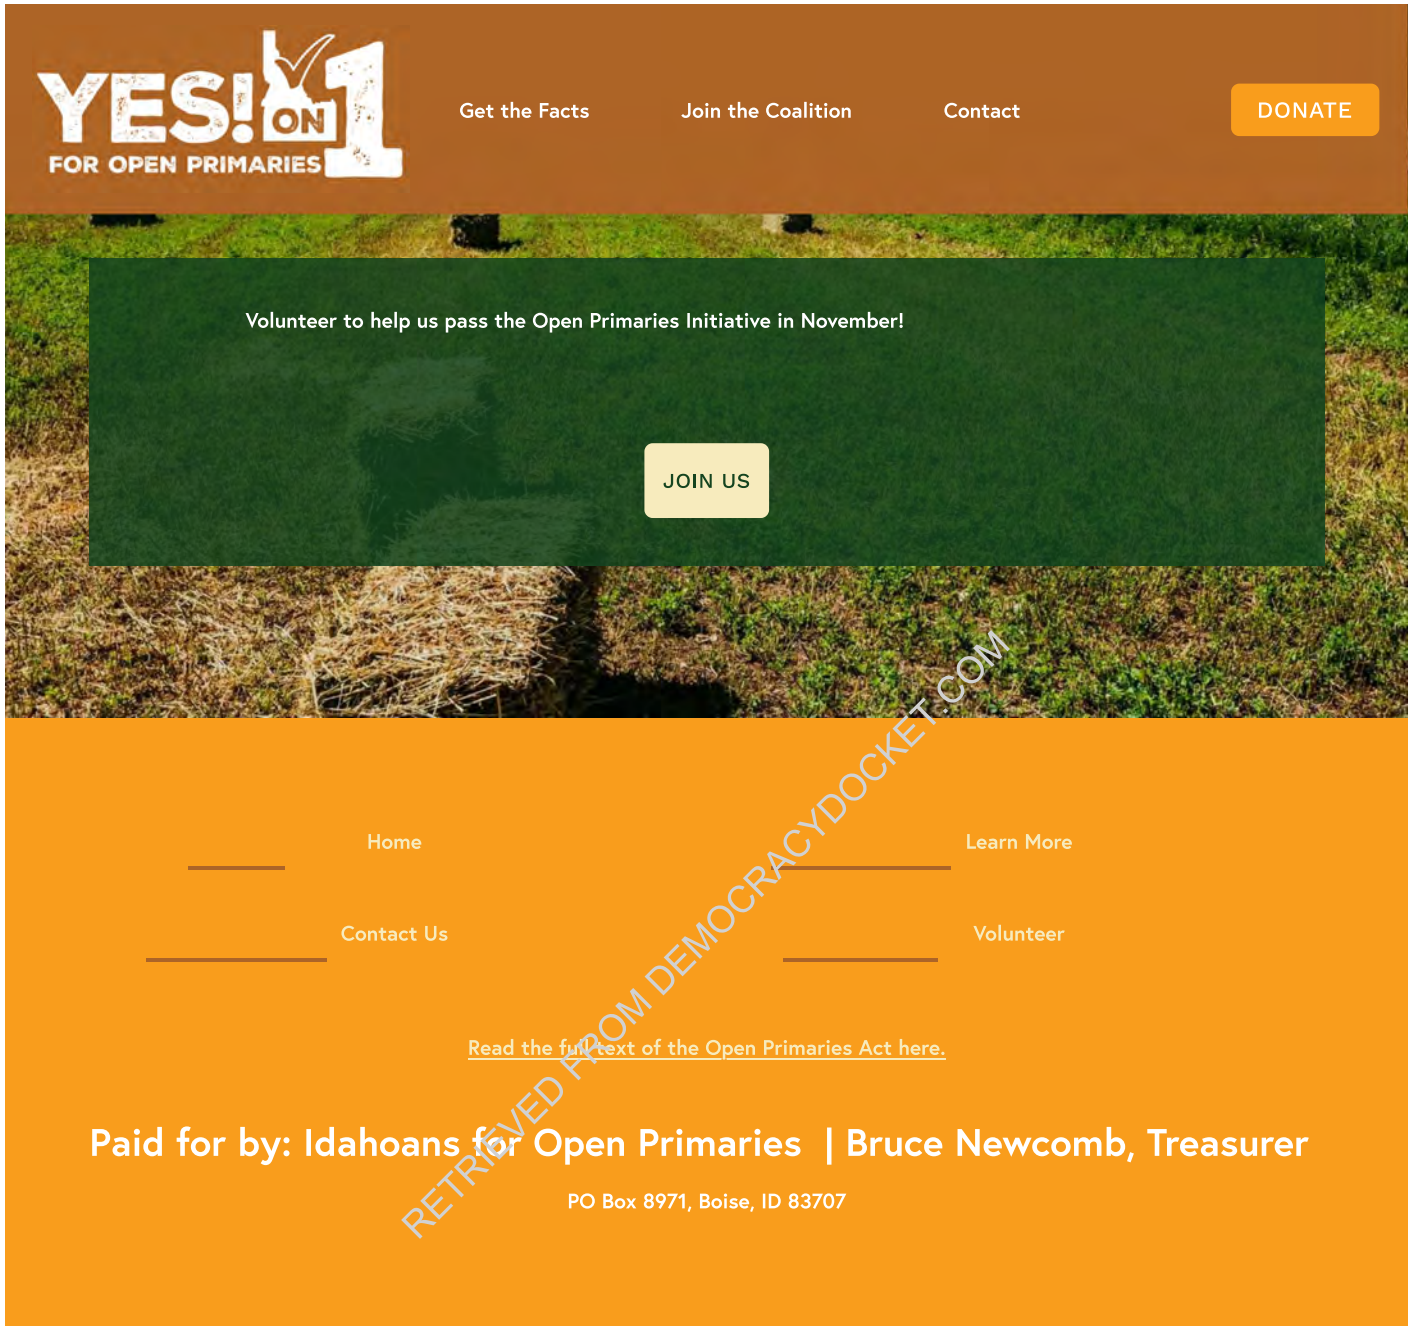 YES! ON 1
FOR OPEN PRIMARIES
Get the Facts
Join the Coalition
Contact
DONATE
Volunteer to help us pass the Open Primaries Initiative in November!
JOIN US
Home
Learn More
Contact Us
Volunteer
Read the full text of the Open Primaries Act here.
Paid for by: Idahoans for Open Primaries | Bruce Newcomb, Treasurer
PO Box 8971, Boise, ID 83707
RETRIEVED FROM DEMOCRACYDOCKET.COM